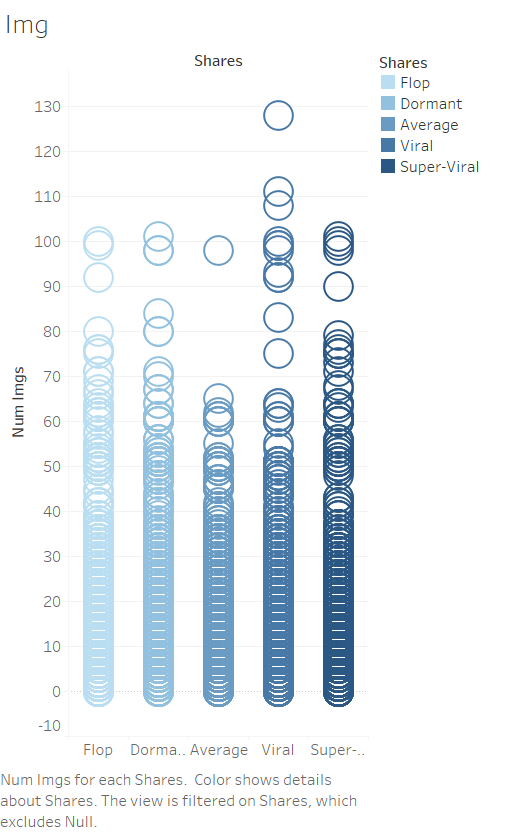 Img
Shares
Shares
Flop
Dormant
Average
Viral
Super-Viral
130
120
110
100
90
80
70
60
50
40
30
20
10
0
-10
Num Imgs
Flop Dorma.. Average Viral Super-..
Num Imgs for each Shares. Color shows details
about Shares. The view is filtered on Shares, which
excludes Null.